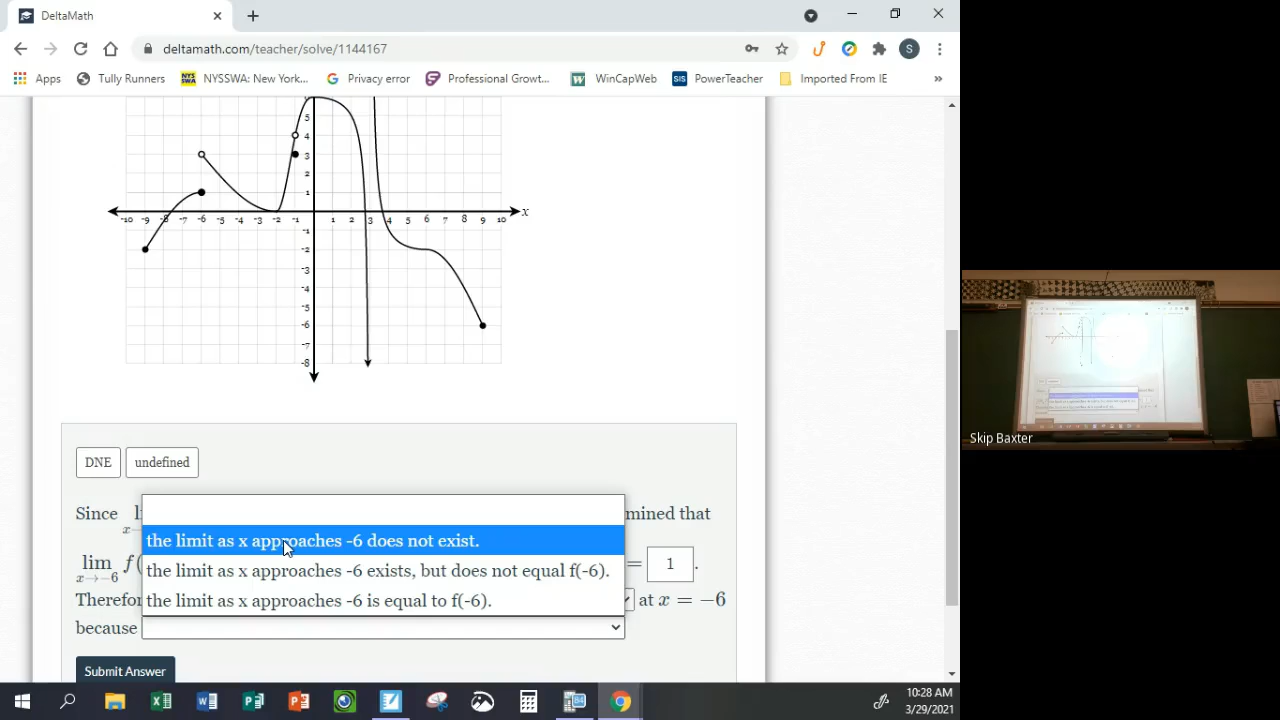 DeltaMath
deltamath.com/teacher/solve/1144167
S
Apps Tully Runners NYSSWA: New York... Privacy error Professional Growt... WinCapWeb PowerTeacher Imported From IE »
5
4
3
2
1
-10 -9 -8 -7 -6 -5 -4 -3 -2 -1 1 2 3 4 5 6 7 8 9 10 x
-1
-2
-3
-4
-5
-6
-7
-8
DNE undefined
Since mined that
the limit as x approaches -6 does not exist.
lim x→-6 f( = 1 .
the limit as x approaches -6 exists, but does not equal f(-6).
the limit as x approaches -6 is equal to f(-6).
Therefor at x = -6
because
Submit Answer
Skip Baxter
10:28 AM
3/29/2021